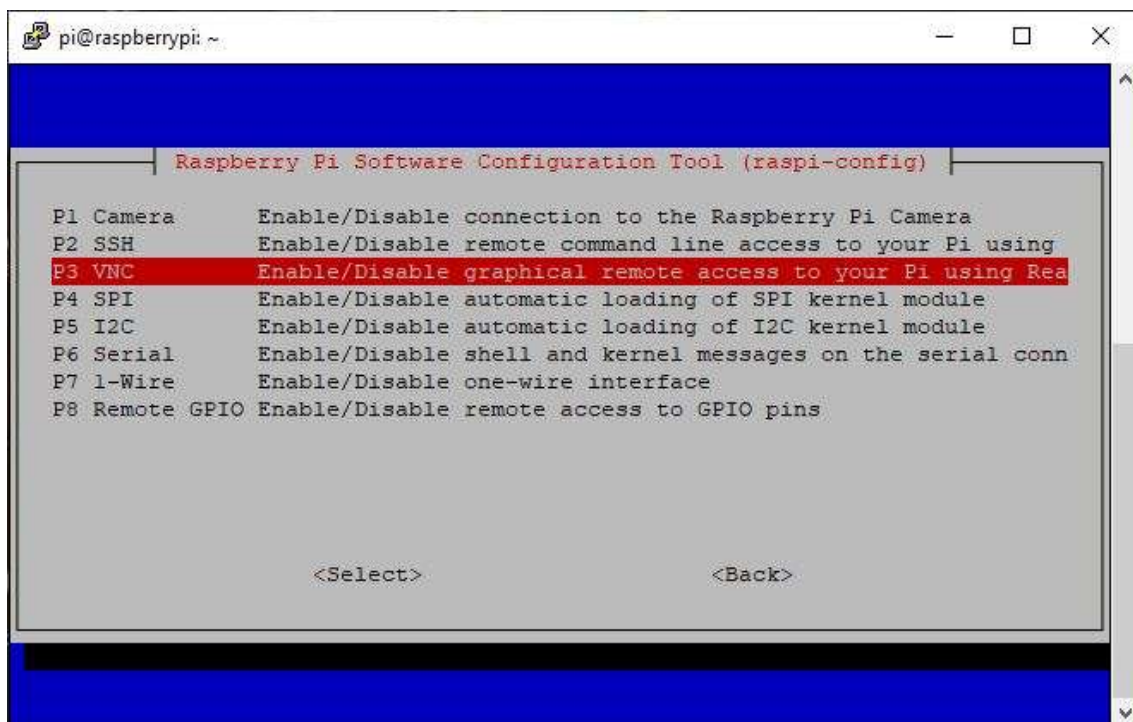 pi@raspberrypi: ~
Raspberry Pi Software Configuration Tool (raspi-config)
P1 Camera Enable/Disable connection to the Raspberry Pi Camera
P2 SSH Enable/Disable remote command line access to your Pi using
P3 VNC Enable/Disable graphical remote access to your Pi using Rea
P4 SPI Enable/Disable automatic loading of SPI kernel module
P5 I2C Enable/Disable automatic loading of I2C kernel module
P6 Serial Enable/Disable shell and kernel messages on the serial conn
P7 1-Wire Enable/Disable one-wire interface
P8 Remote GPIO Enable/Disable remote access to GPIO pins
<Select> <Back>